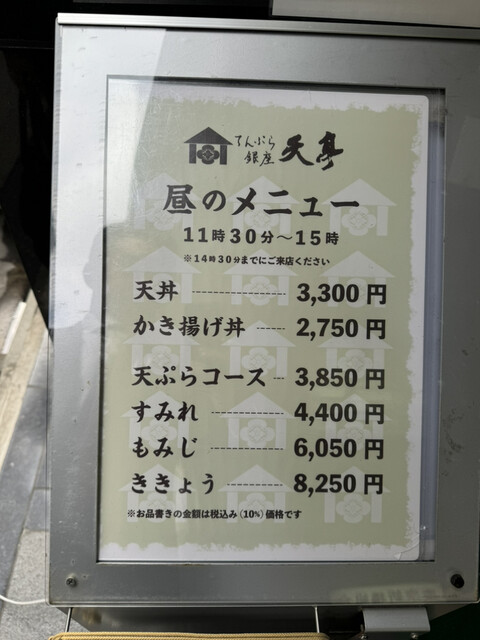 てんぷら
銀座 天亭
昼のメニュー
11時30分～15時
※14時30分までにご来店ください
天丼 3,300円
かき揚げ丼 2,750円
天ぷらコース 3,850円
すみれ 4,400円
もみじ 6,050円
ききょう 8,250円
※お品書きの金額は税込み(10%)価格です